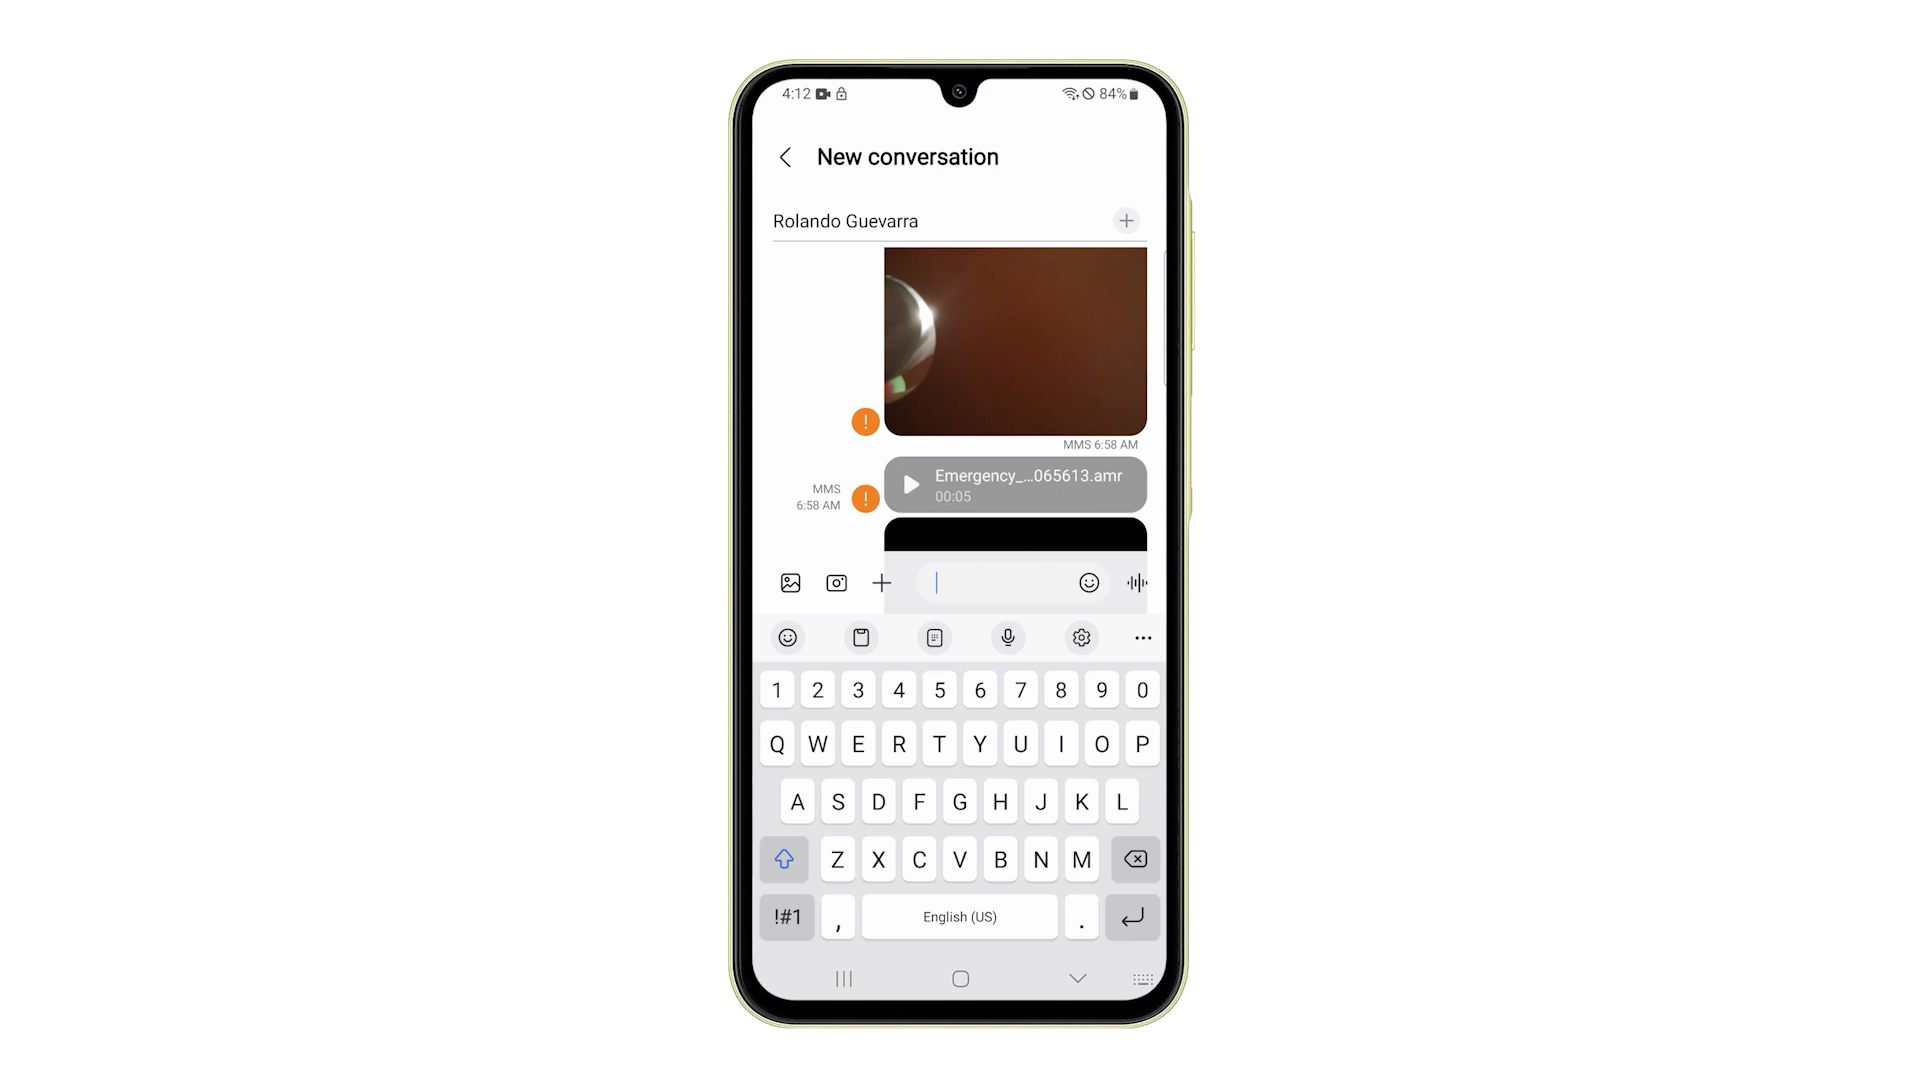 4:12 84%
New conversation
Rolando Guevarra
!
MMS 6:58 AM
Emergency_...065613.amr
00:05
MMS
6:58 AM
!
1 2 3 4 5 6 7 8 9 0
Q W E R T Y U I O P
A S D F G H J K L
Z X C V B N M
!#1 , English (US) .